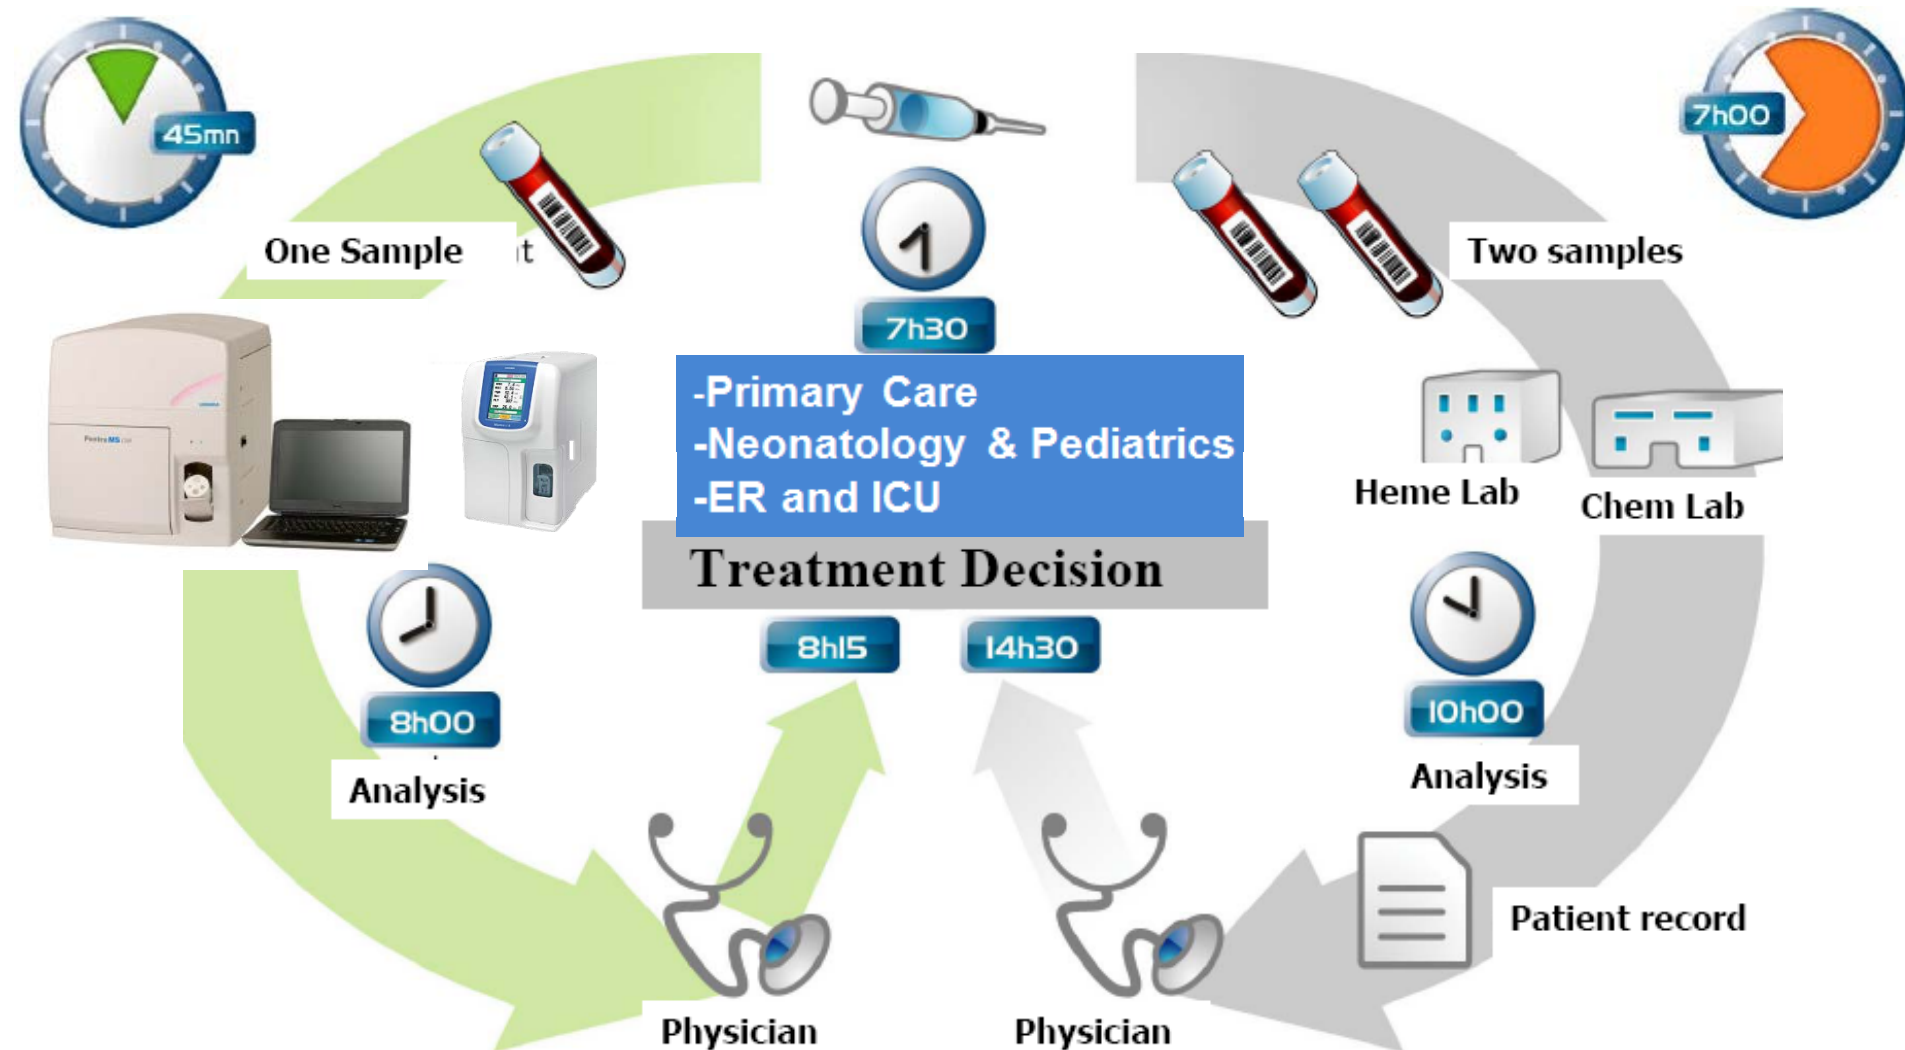 45mn
7h00
One Sample
Two samples
7h30
-Primary Care
-Neonatology & Pediatrics
-ER and ICU
Heme Lab
Chem Lab
Treatment Decision
8h15
14h30
8h00
10h00
Analysis
Analysis
Patient record
Physician
Physician